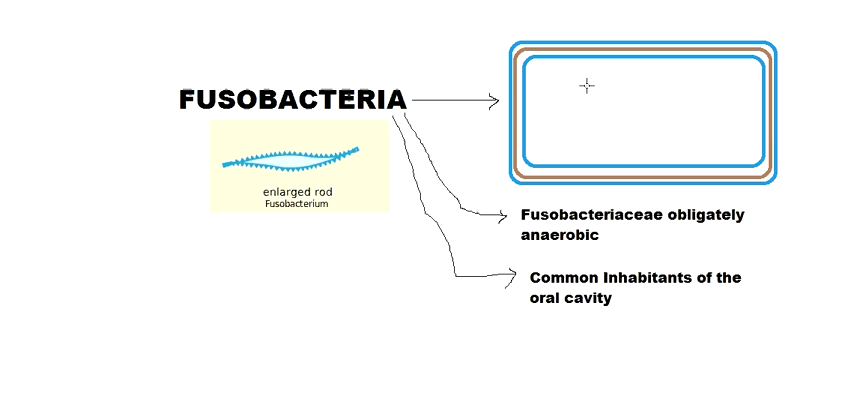 FUSOBACTERIA
enlarged rod
Fusobacterium
Fusobacteriaceae obligately
anaerobic
Common Inhabitants of the
oral cavity